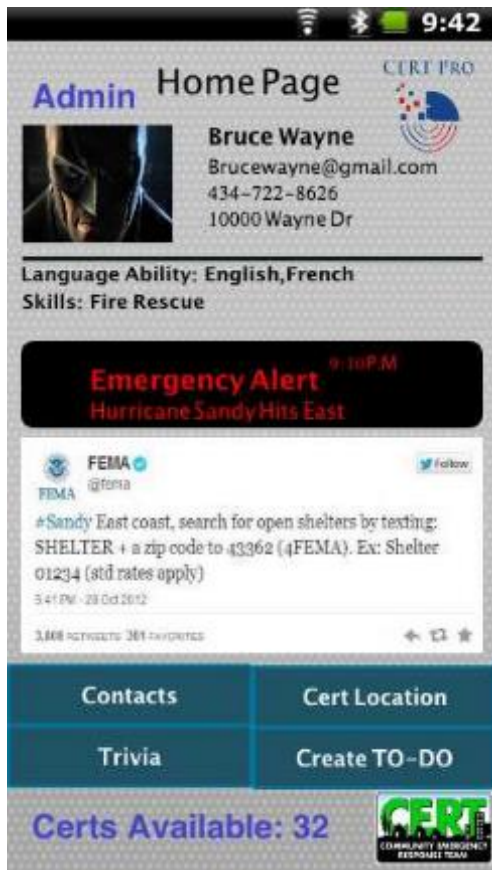 9:42
CERT PRO
Admin
Home Page
Bruce Wayne
Brucewayne@gmail.com
434-722-8626
10000 Wayne Dr
Language Ability: English,French
Skills: Fire Rescue
9:10P.M
Emergency Alert
Hurricane Sandy Hits East
FEMA
@fema
Follow
FEMA
#Sandy East coast, search for open shelters by texting:
SHELTER + a zip code to 43362 (4FEMA). Ex: Shelter
01234 (std rates apply)
5:41 PM - 28 Oct 2012
RETWEETS 301 FAVORITES
Contacts
Cert Location
Trivia
Create TO-DO
Certs Available: 32
CERT
COMMUNITY EMERGENCY
RESPONSE TEAM